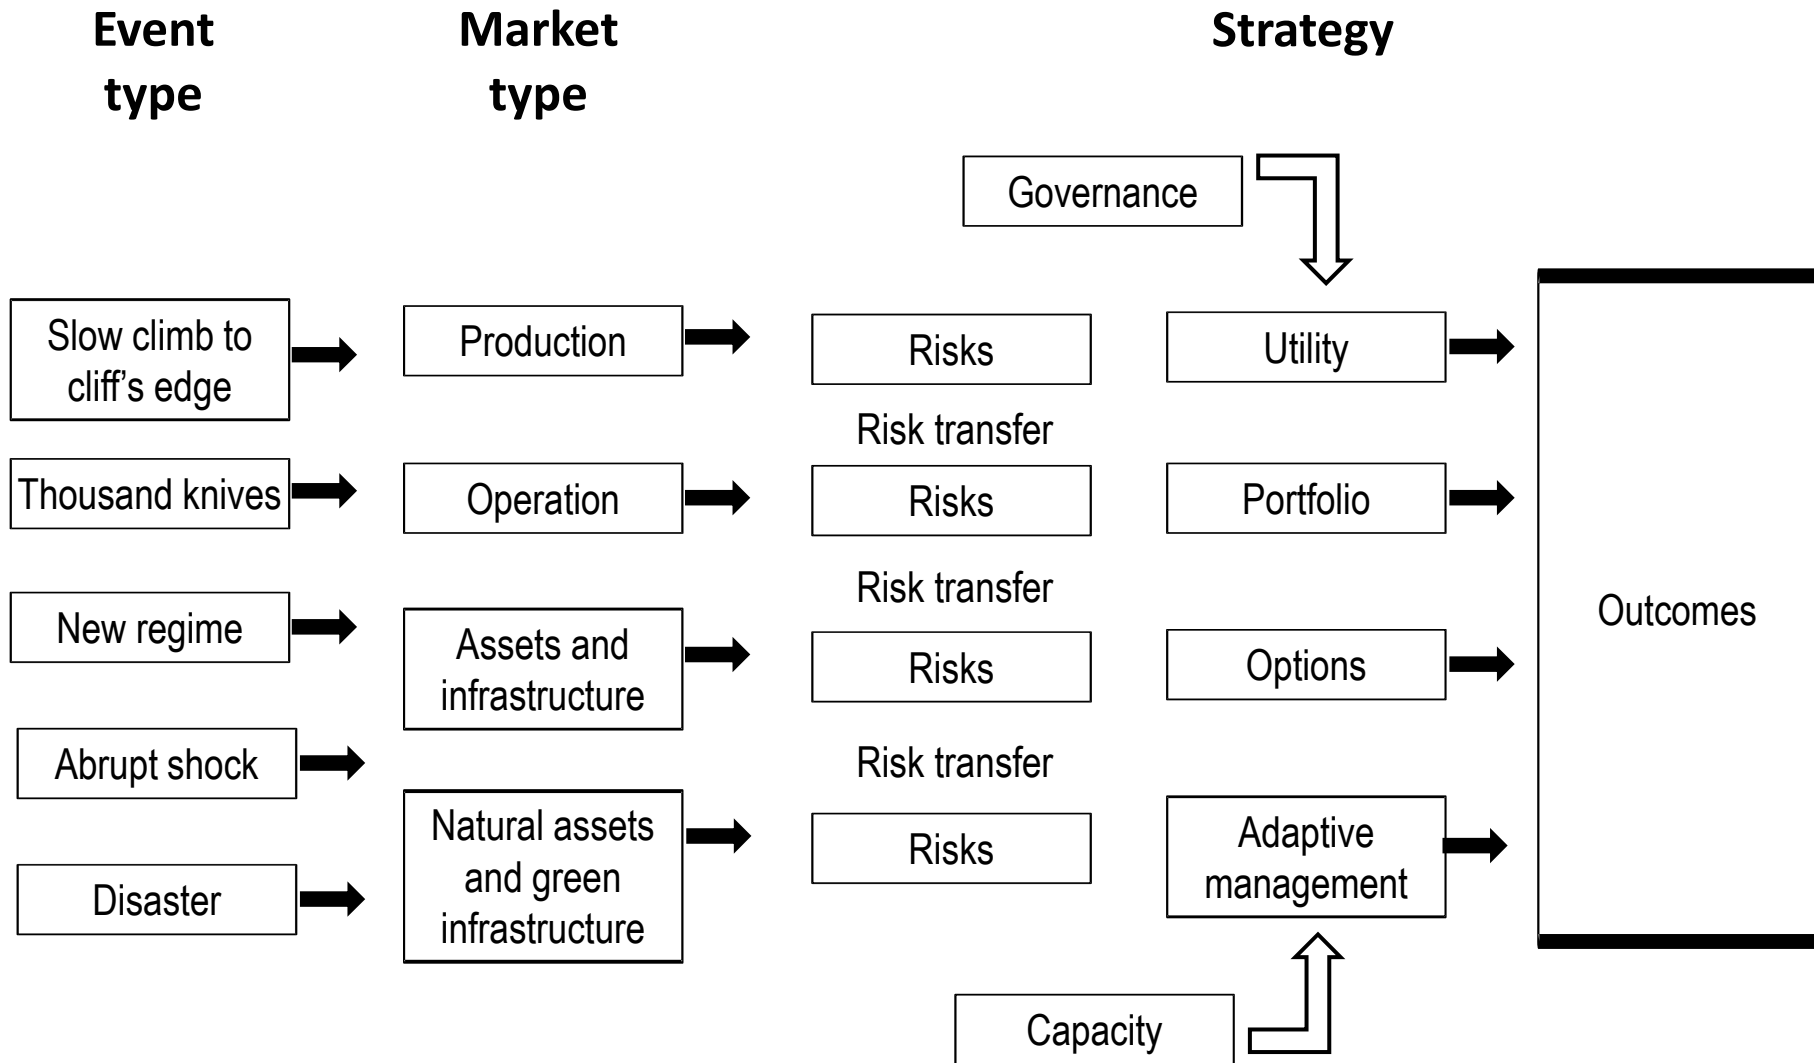 Event
type
Market
type
Strategy
Governance
Slow climb to
cliff’s edge
Production
Risks
Utility
Risk transfer
Thousand knives
Operation
Risks
Portfolio
Risk transfer
New regime
Assets and
infrastructure
Risks
Options
Outcomes
Risk transfer
Abrupt shock
Natural assets
and green
infrastructure
Risks
Adaptive
management
Disaster
Capacity